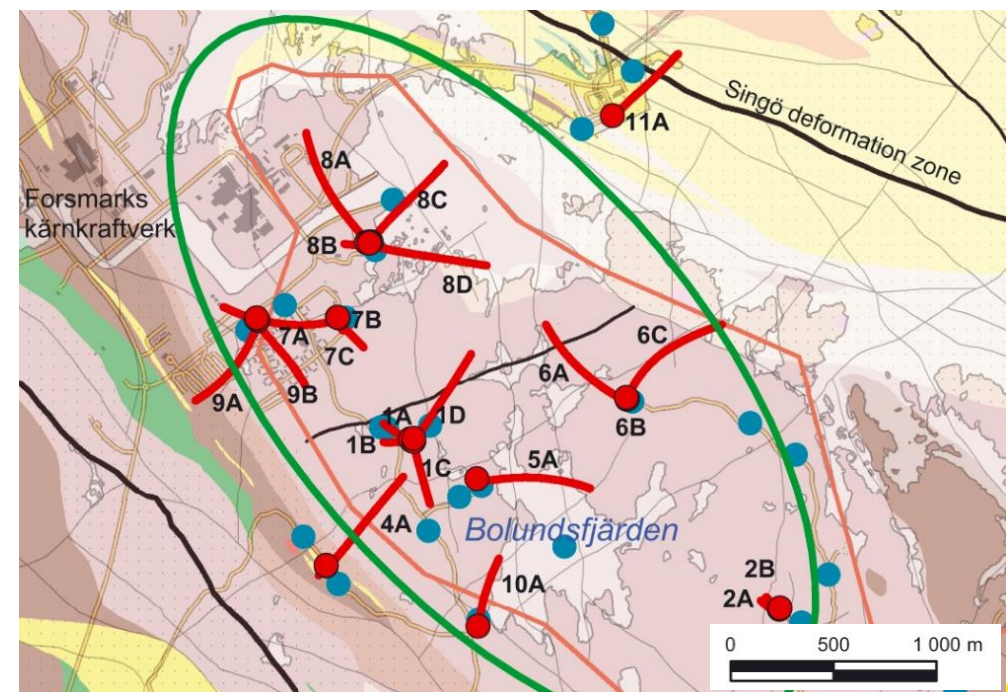 11A
Singö deformation zone
8A
8C
Forsmarks
kärnkraftverk
8B
8D
7A
7B
7C
6C
6A
9A
9B
1A
1D
1B
6B
1C
5A
4A
Bolundsfjärden
10A
2B
2A
0
500
1 000 m